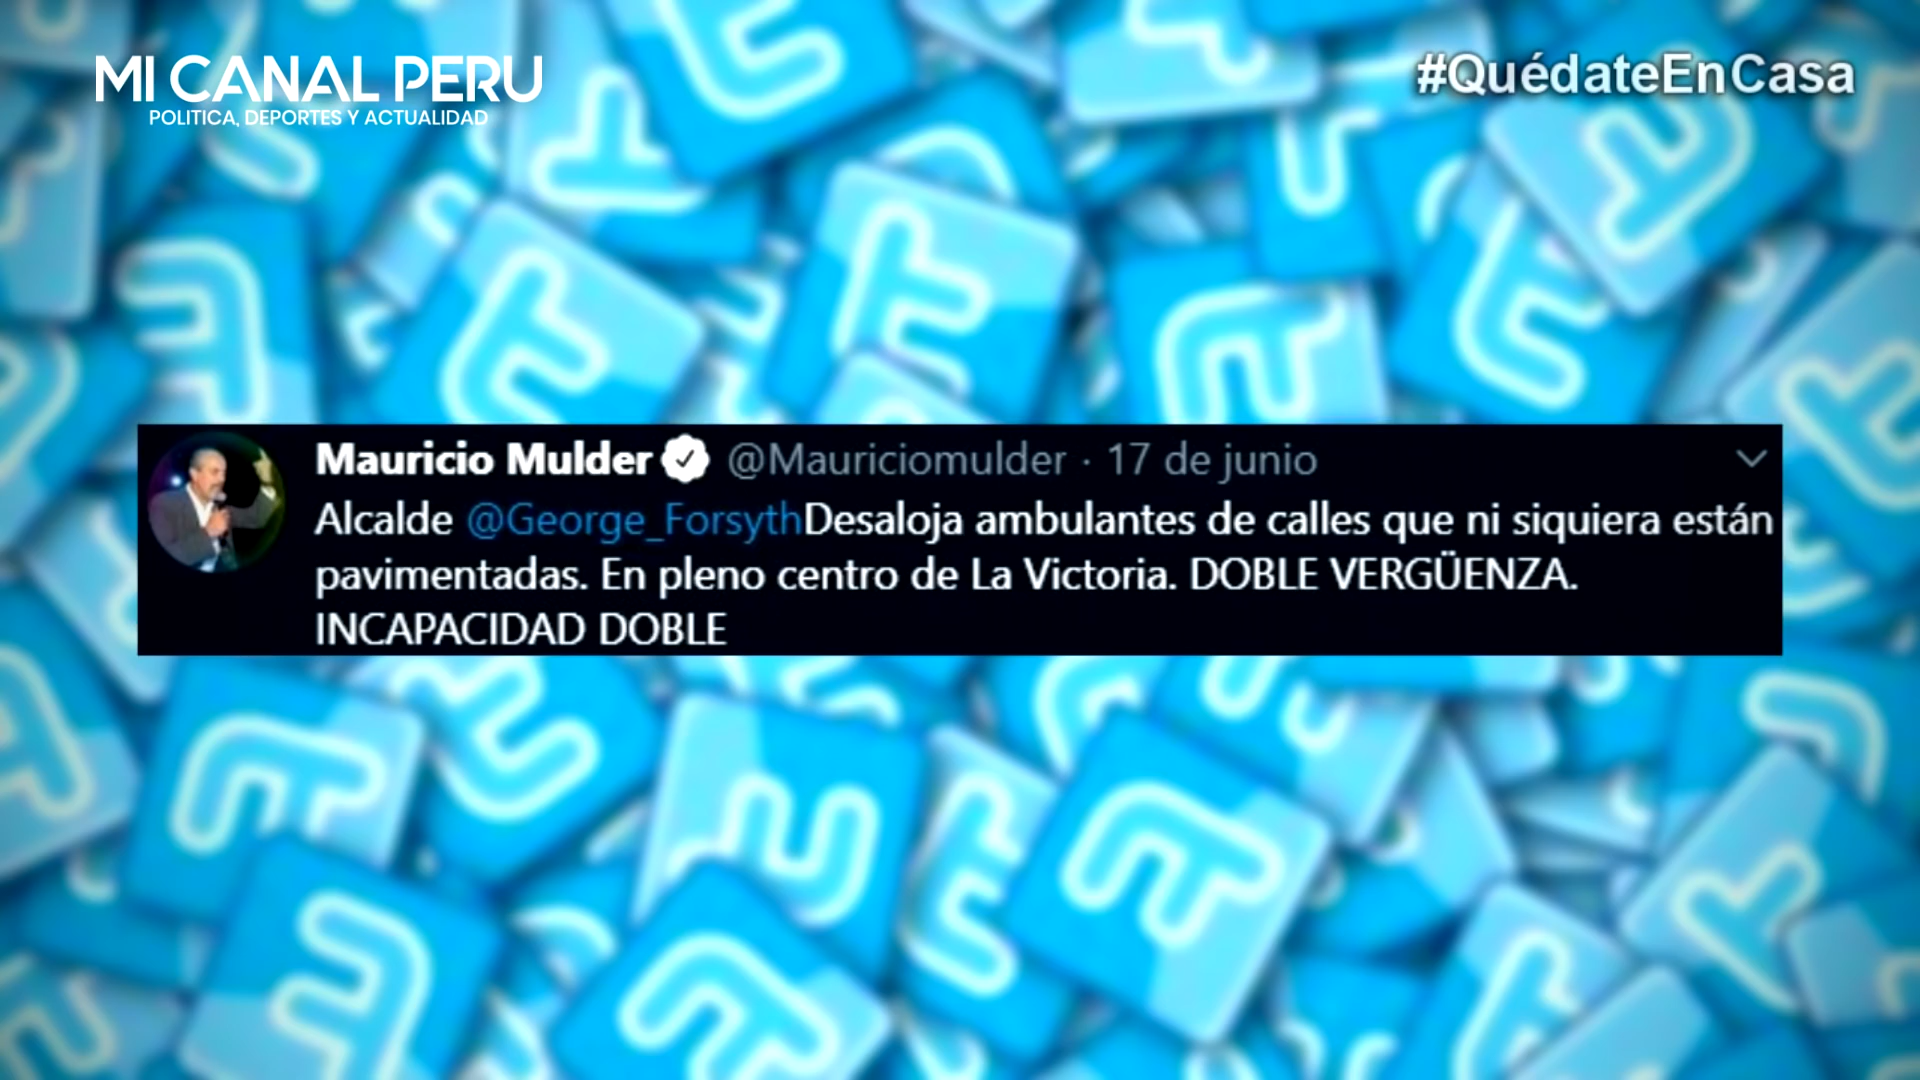 MI CANAL PERU
POLITICA, DEPORTES Y ACTUALIDAD
#QuédateEnCasa
Mauricio Mulder @Mauriciomulder · 17 de junio
Alcalde @George_ForsythDesaloja ambulantes de calles que ni siquiera están
pavimentadas. En pleno centro de La Victoria. DOBLE VERGÜENZA.
INCAPACIDAD DOBLE